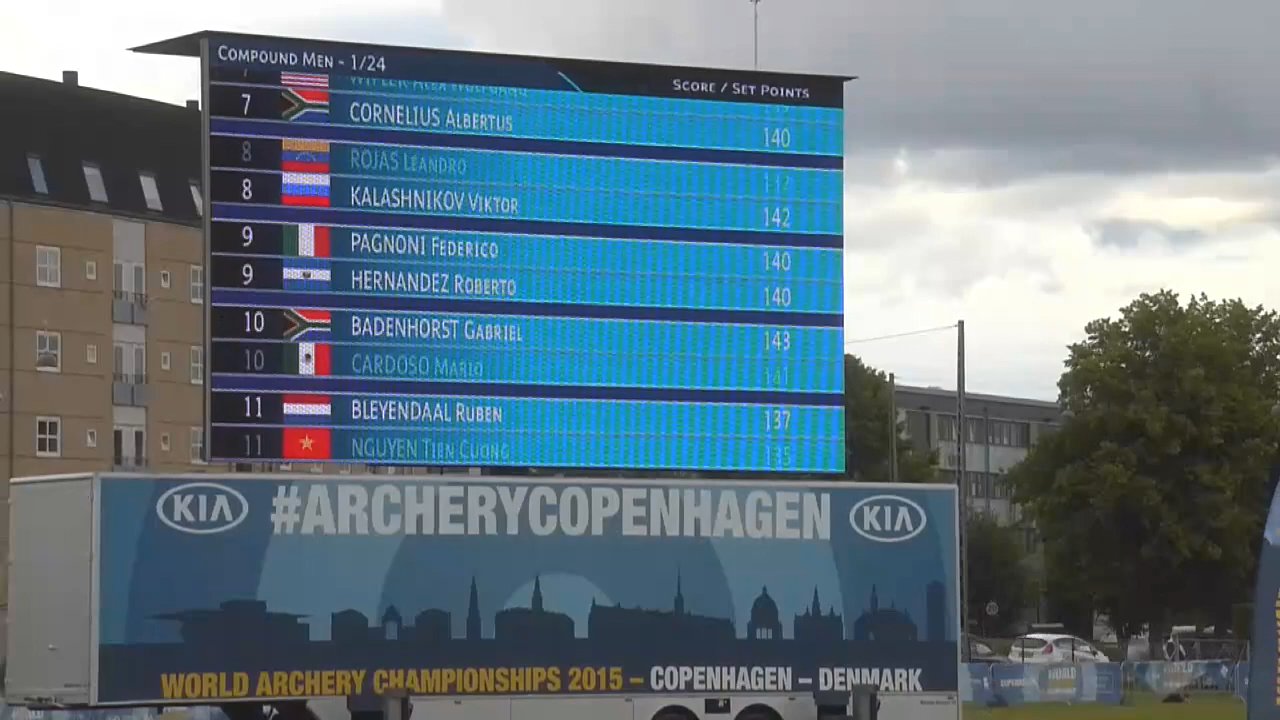 COMPOUND MEN - 1/24
SCORE / SET POINTS
7 CORNELIUS ALBERTUS 140
8 ROJAS LEANDRO
8 KALASHNIKOV VIKTOR 142
9 PAGNONI FEDERICO 140
9 HERNANDEZ ROBERTO 140
10 BADENHORST GABRIEL 143
10 CARDOSO MARIO 141
11 BLEYENDAAL RUBEN 137
11 NGUYEN TIEN CUONG 135
KIA #ARCHERYCOPENHAGEN KIA
WORLD ARCHERY CHAMPIONSHIPS 2015 – COPENHAGEN – DENMARK